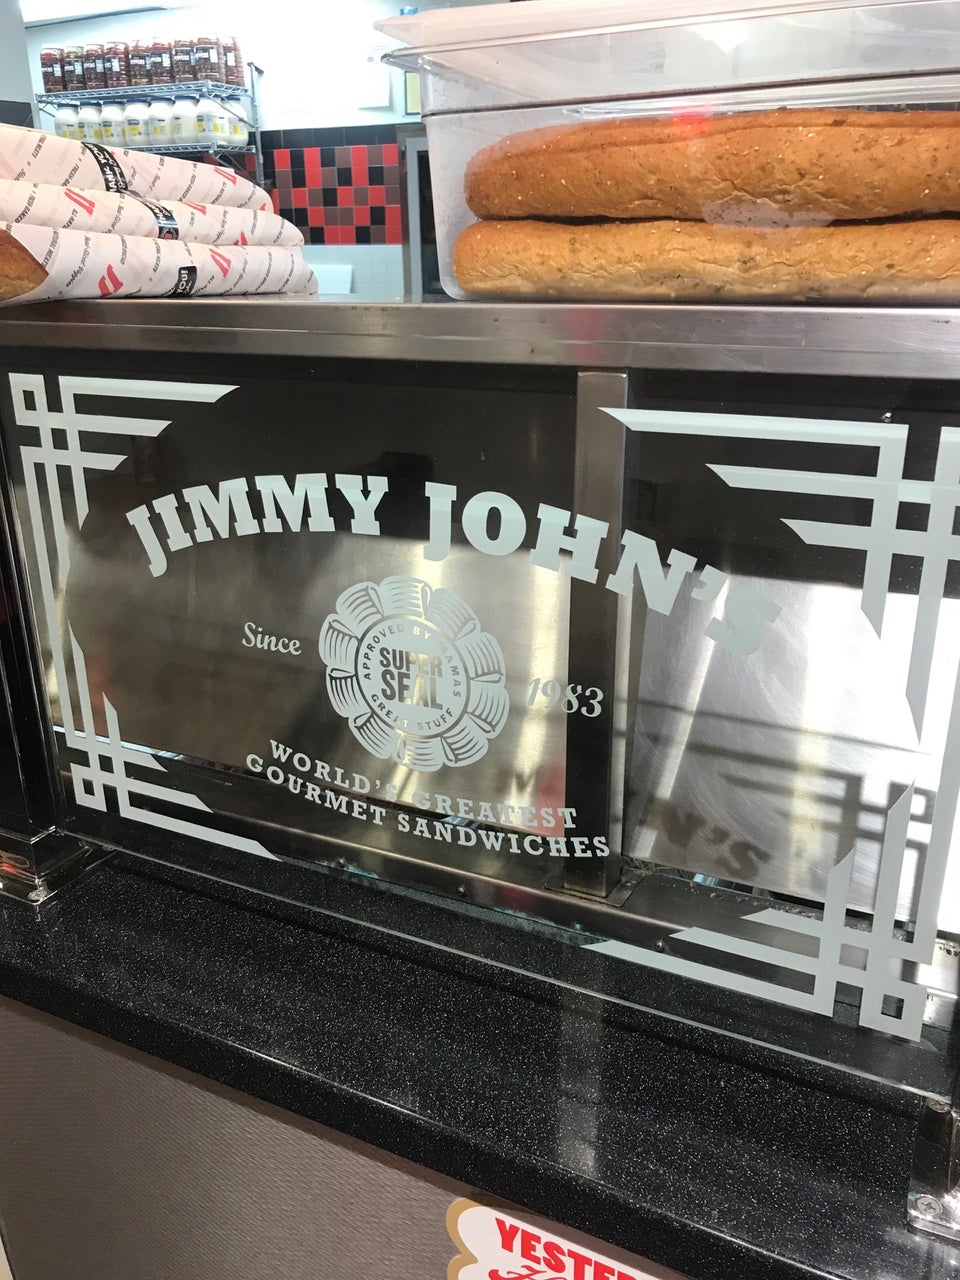 JIMMY JOHN'S
Since 1983
APPROVED BY MAMAS
SUPER
SEAL
GREAT STUFF
WORLD'S GREATEST
GOURMET SANDWICHES